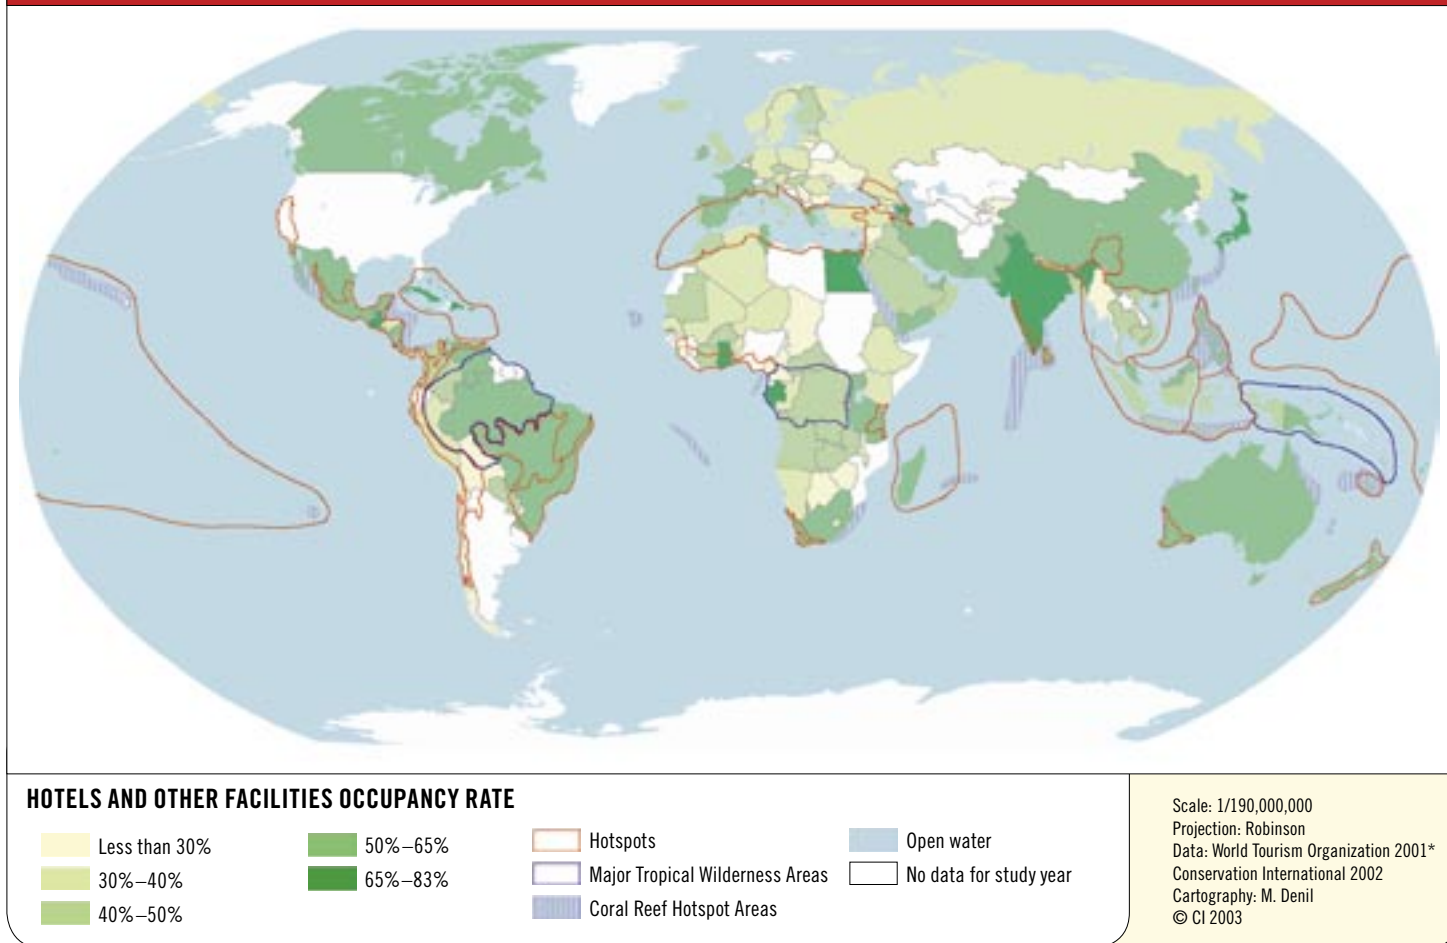 HOTELS AND OTHER FACILITIES OCCUPANCY RATE
Less than 30%
30%–40%
40%–50%
50%–65%
65%–83%
Hotspots
Major Tropical Wilderness Areas
Coral Reef Hotspot Areas
Open water
No data for study year
Scale: 1/190,000,000
Projection: Robinson
Data: World Tourism Organization 2001*
Conservation International 2002
Cartography: M. Denil
© CI 2003